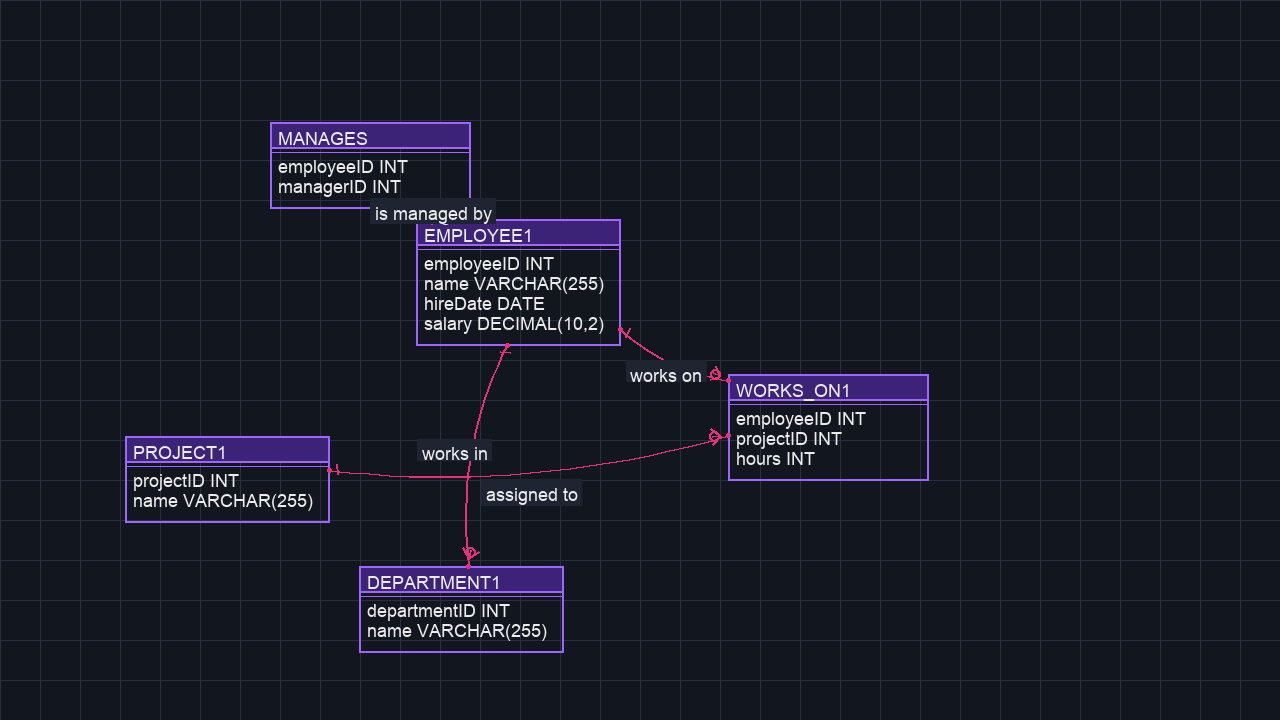 MANAGES
employeeID INT
managerID INT
is managed by
EMPLOYEE1
employeeID INT
name VARCHAR(255)
hireDate DATE
salary DECIMAL(10,2)
works on
WORKS_ON1
employeeID INT
projectID INT
hours INT
works in
PROJECT1
projectID INT
name VARCHAR(255)
assigned to
DEPARTMENT1
departmentID INT
name VARCHAR(255)